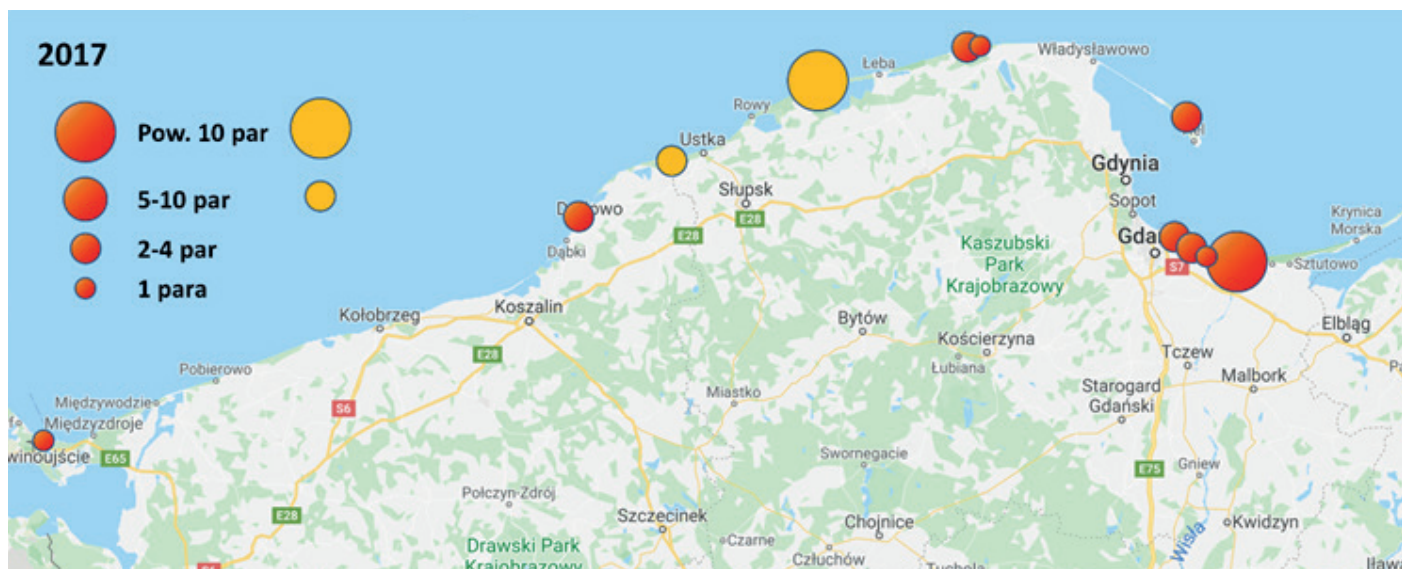 2017
Pow. 10 par
5-10 par
2-4 par
1 para
Władysławowo
Łeba
Rowy
Ustka
Gdynia
Słupsk
Sopot
Krynica
Morska
E28
E28
Dąbki
Kaszubski
Park
Krajobrazowy
S7
Sztutowo
Koszalin
Kołobrzeg
Bytów
Elbląg
Kościerzyna
Łubiana
E28
Tczew
Pobierowo
Miastko
Starogard
Gdański
Malbork
Międzywodzie
S6
Międzyzdroje
E65
Swornegacie
E75
Gniew
Połczyn-Zdrój
E28
Szczecinek
Chojnice
Kwidzyn
Wisła
Czarne
Drawski Park
Krajobrazowy
Człuchów